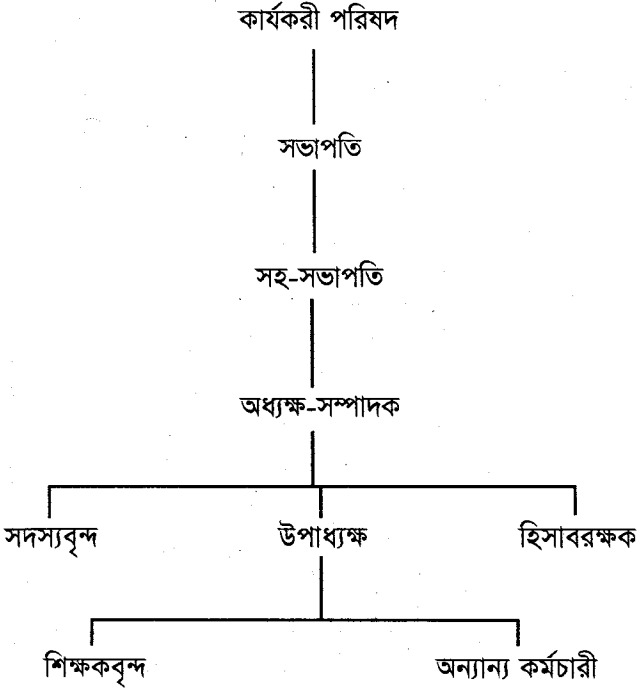 কার্যকরী পরিষদ
সভাপতি
সহ-সভাপতি
অধ্যক্ষ-সম্পাদক
সদস্যবৃন্দ উপাধ্যক্ষ হিসাবরক্ষক
শিক্ষকবৃন্দ অন্যান্য কর্মচারী